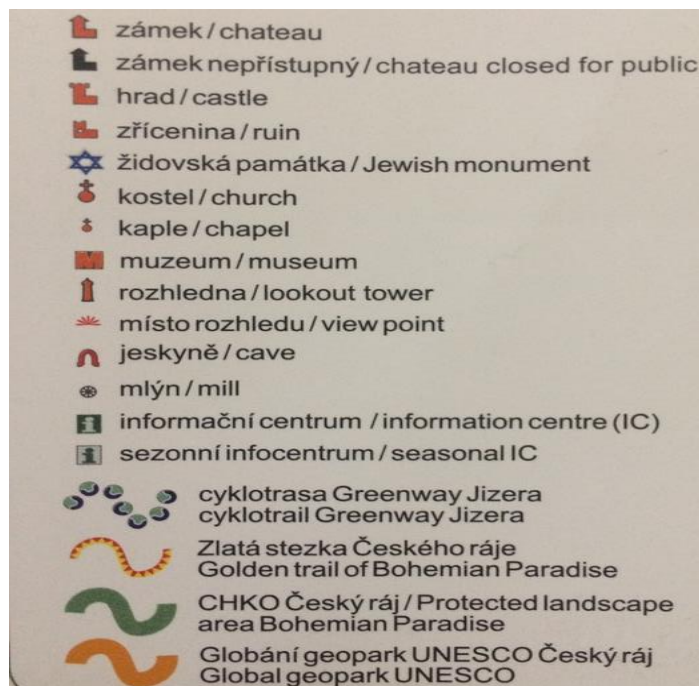 zámek / chateau
zámek nepřístupný / chateau closed for public
hrad / castle
zřícenina / ruin
židovská památka / Jewish monument
kostel / church
kaple / chapel
muzeum / museum
rozhledna / lookout tower
místo rozhledu / view point
jeskyně / cave
mlýn / mill
informační centrum / information centre (IC)
sezonní infocentrum / seasonal IC
cyklotrasa Greenway Jizera
cyklotrail Greenway Jizera
Zlatá stezka Českého ráje
Golden trail of Bohemian Paradise
CHKO Český ráj / Protected landscape
area Bohemian Paradise
Globání geopark UNESCO Český ráj
Global geopark UNESCO